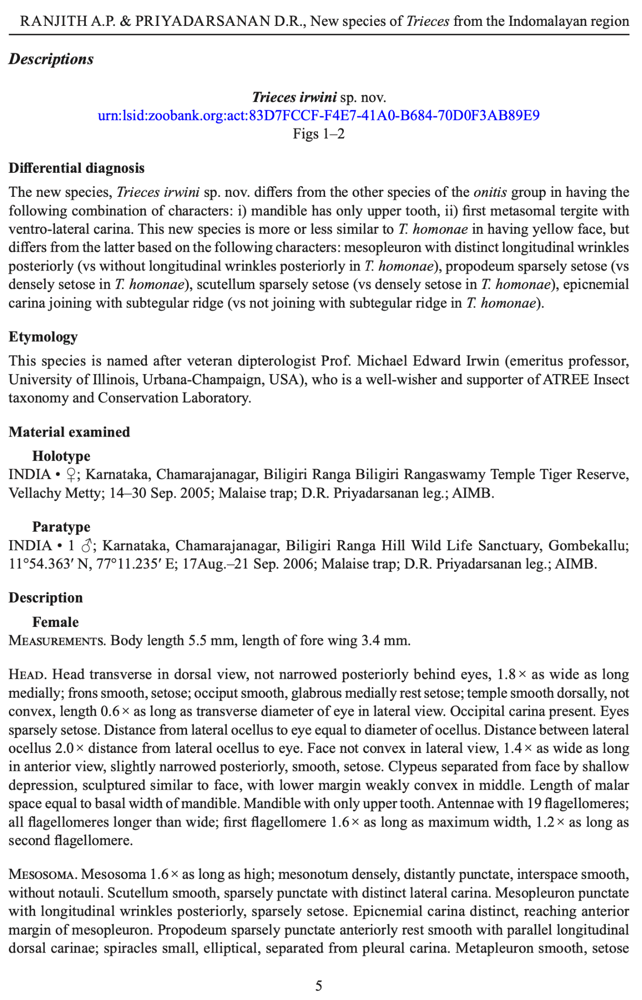 RANJITH A.P. & PRIYADARSANAN D.R., New species of Trieces from the Indomalayan region
Descriptions
Trieces irwini sp. nov.
urn:lsid:zoobank.org:act:83D7FCCF-F4E7-41A0-B684-70D0F3AB89E9
Figs 1–2
Differential diagnosis
The new species, Trieces irwini sp. nov. differs from the other species of the onitis group in having the
following combination of characters: i) mandible has only upper tooth, ii) first metasomal tergite with
ventro-lateral carina. This new species is more or less similar to T. homonae in having yellow face, but
differs from the latter based on the following characters: mesopleuron with distinct longitudinal wrinkles
posteriorly (vs without longitudinal wrinkles posteriorly in T. homonae), propodeum sparsely setose (vs
densely setose in T. homonae), scutellum sparsely setose (vs densely setose in T. homonae), epicnemial
carina joining with subtegular ridge (vs not joining with subtegular ridge in T. homonae).
Etymology
This species is named after veteran dipterologist Prof. Michael Edward Irwin (emeritus professor,
University of Illinois, Urbana-Champaign, USA), who is a well-wisher and supporter of ATREE Insect
taxonomy and Conservation Laboratory.
Material examined
Holotype
INDIA • ♀; Karnataka, Chamarajanagar, Biligiri Ranga Biligiri Rangaswamy Temple Tiger Reserve,
Vellachy Metty; 14–30 Sep. 2005; Malaise trap; D.R. Priyadarsanan leg.; AIMB.
Paratype
INDIA • 1 ♂; Karnataka, Chamarajanagar, Biligiri Ranga Hill Wild Life Sanctuary, Gombekallu;
11°54.363′ N, 77°11.235′ E; 17Aug.–21 Sep. 2006; Malaise trap; D.R. Priyadarsanan leg.; AIMB.
Description
Female
MEASUREMENTS. Body length 5.5 mm, length of fore wing 3.4 mm.
HEAD. Head transverse in dorsal view, not narrowed posteriorly behind eyes, 1.8 × as wide as long
medially; frons smooth, setose; occiput smooth, glabrous medially rest setose; temple smooth dorsally, not
convex, length 0.6 × as long as transverse diameter of eye in lateral view. Occipital carina present. Eyes
sparsely setose. Distance from lateral ocellus to eye equal to diameter of ocellus. Distance between lateral
ocellus 2.0 × distance from lateral ocellus to eye. Face not convex in lateral view, 1.4 × as wide as long
in anterior view, slightly narrowed posteriorly, smooth, setose. Clypeus separated from face by shallow
depression, sculptured similar to face, with lower margin weakly convex in middle. Length of malar
space equal to basal width of mandible. Mandible with only upper tooth. Antennae with 19 flagellomeres;
all flagellomeres longer than wide; first flagellomere 1.6 × as long as maximum width, 1.2 × as long as
second flagellomere.
MESOSOMA. Mesosoma 1.6 × as long as high; mesonotum densely, distantly punctate, interspace smooth,
without notauli. Scutellum smooth, sparsely punctate with distinct lateral carina. Mesopleuron punctate
with longitudinal wrinkles posteriorly, sparsely setose. Epicnemial carina distinct, reaching anterior
margin of mesopleuron. Propodeum sparsely punctate anteriorly rest smooth with parallel longitudinal
dorsal carinae; spiracles small, elliptical, separated from pleural carina. Metapleuron smooth, setose
5